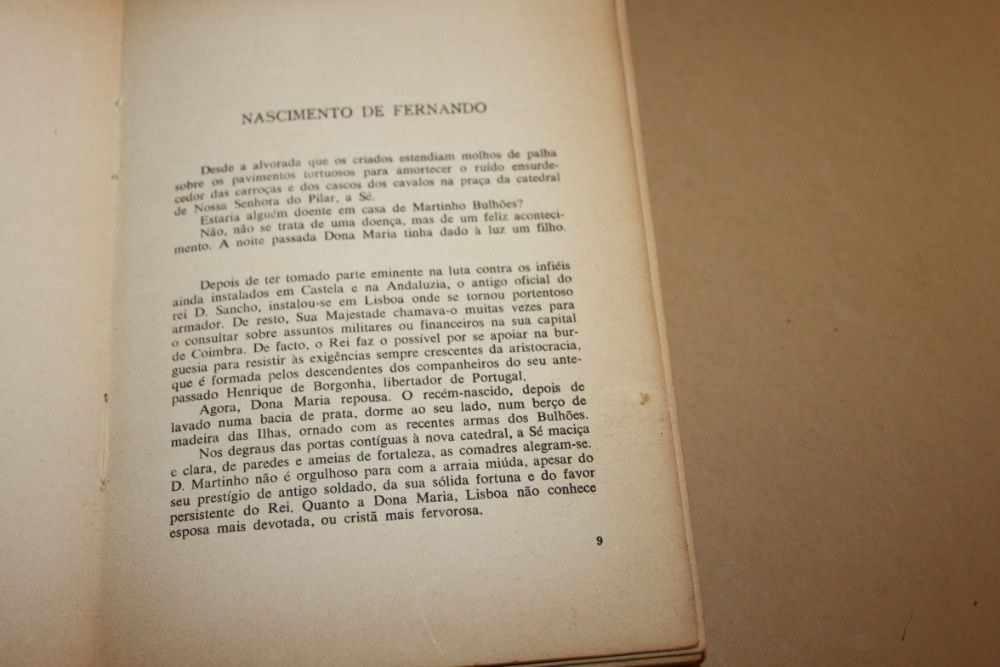 NASCIMENTO DE FERNANDO
Desde a alvorada que os criados estendiam molhos de palha
sobre os pavimentos tortuosos para amortecer o ruído ensurde-
cedor das carroças e dos cascos dos cavalos na praça da catedral
de Nossa Senhora do Pilar, a Sé.
Estaria alguém doente em casa de Martinho Bulhões?
Não, não se trata de uma doença, mas de um feliz aconteci-
mento. A noite passada Dona Maria tinha dado à luz um filho.
Depois de ter tomado parte eminente na luta contra os infiéis
ainda instalados em Castela e na Andaluzia, o antigo oficial do
rei D. Sancho, instalou-se em Lisboa onde se tornou portentoso
armador. De resto, Sua Majestade chamava-o muitas vezes para
o consultar sobre assuntos militares ou financeiros na sua capital
de Coimbra. De facto, o Rei faz o possível por se apoiar na bur-
guesia para resistir às exigências sempre crescentes da aristocracia,
que é formada pelos descendentes dos companheiros do seu ante-
passado Henrique de Borgonha, libertador de Portugal,
Agora, Dona Maria repousa. O recém-nascido, depois de
lavado numa bacia de prata, dorme ao seu lado, num berço de
madeira das Ilhas, ornado com as recentes armas dos Bulhões.
Nos degraus das portas contíguas à nova catedral, a Sé maciça
e clara, de paredes e ameias de fortaleza, as comadres alegram-se.
D. Martinho não é orgulhoso para com a arraia miúda, apesar do
seu prestígio de antigo soldado, da sua sólida fortuna e do favor
persistente do Rei. Quanto a Dona Maria, Lisboa não conhece
esposa mais devotada, ou cristã mais fervorosa.
9